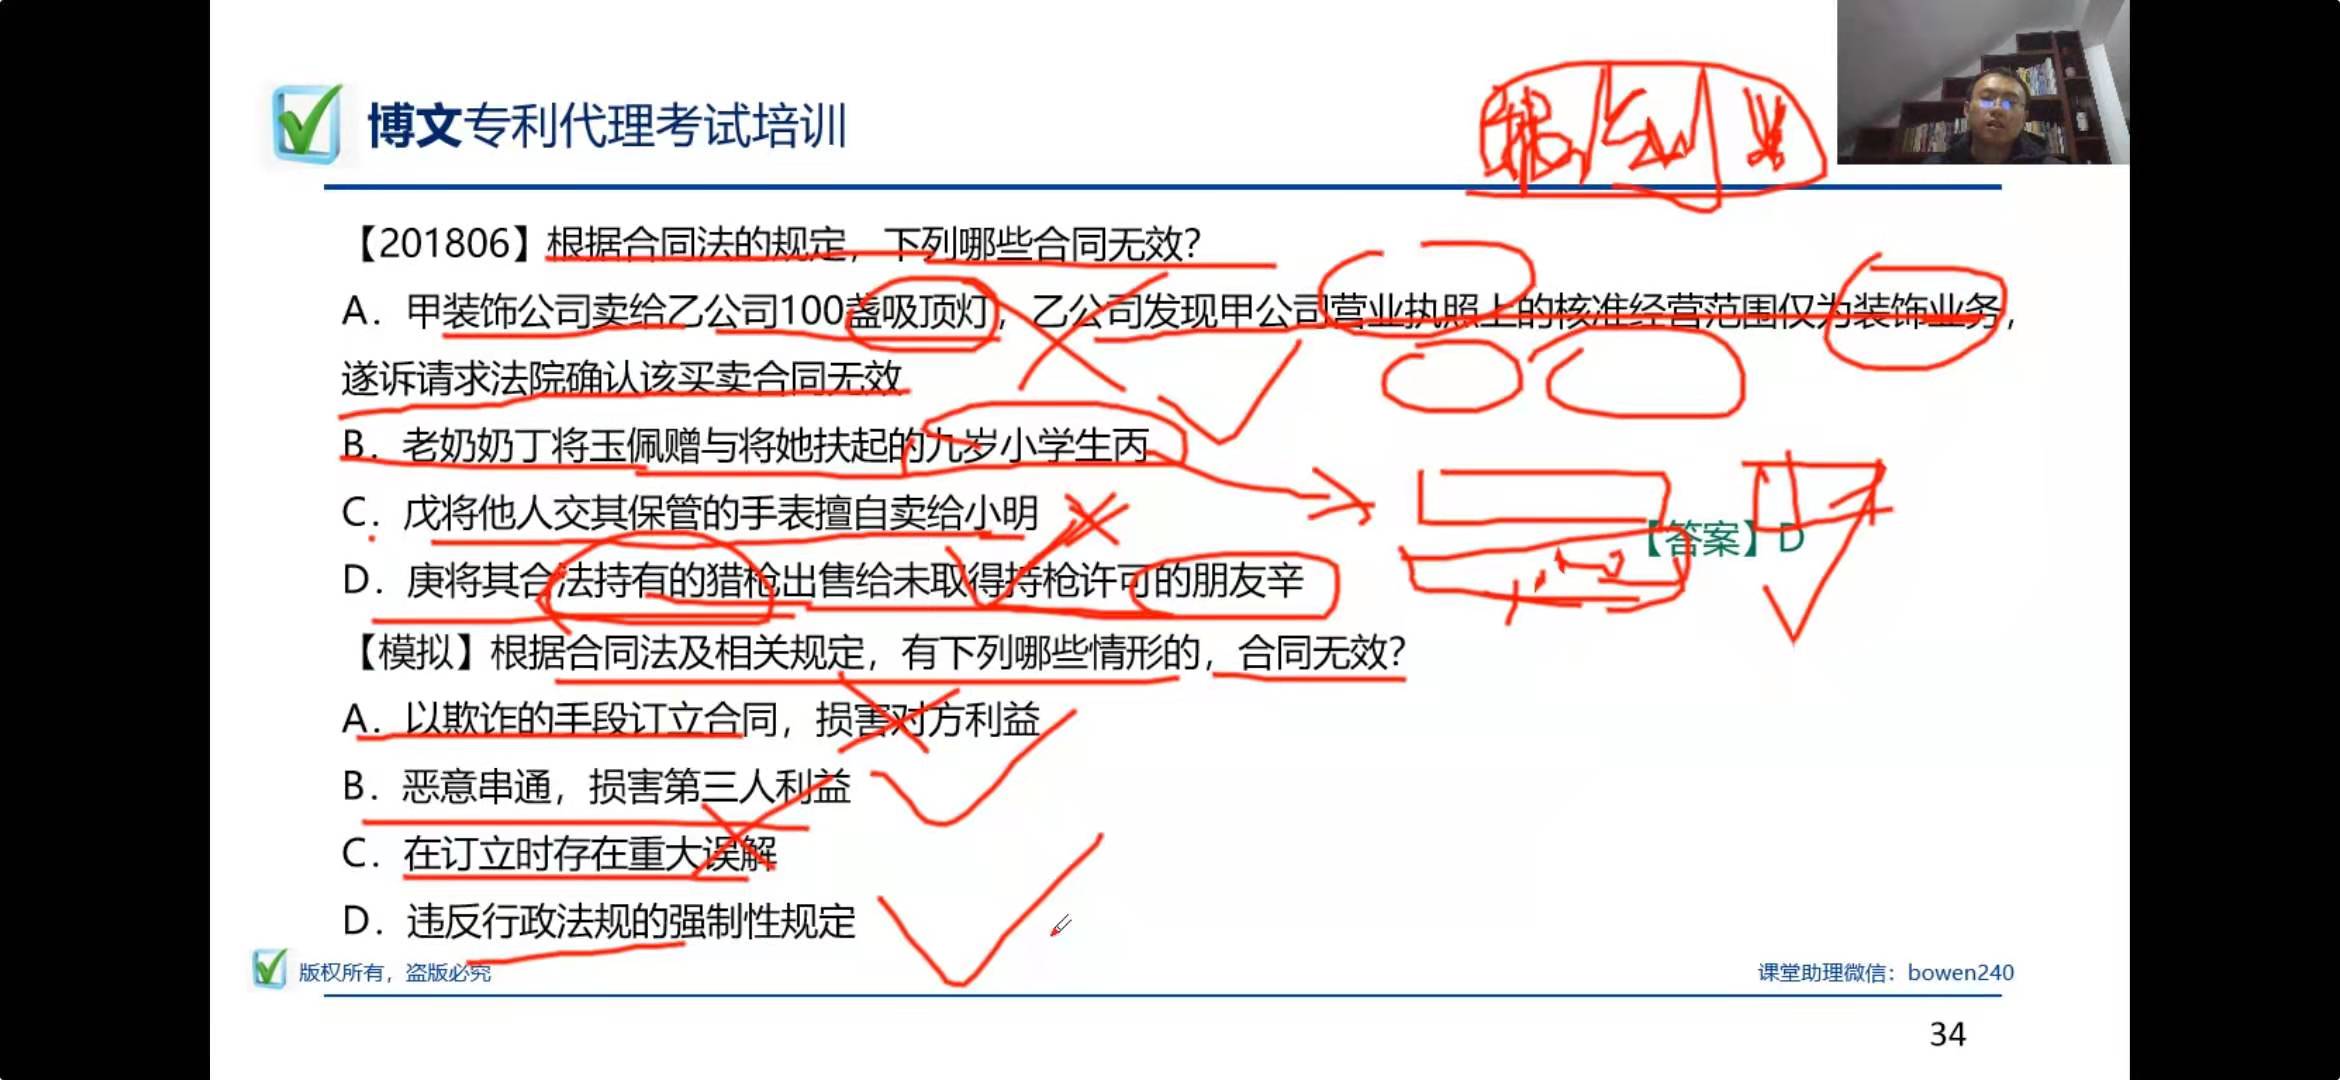 博文专利代理考试培训
【201806】根据合同法的规定，下列哪些合同无效？
A．甲装饰公司卖给乙公司100盏吸顶灯，乙公司发现甲公司营业执照上的核准经营范围仅为装饰业务，
遂诉请求法院确认该买卖合同无效
B．老奶奶丁将玉佩赠与将她扶起的九岁小学生丙
C．戊将他人交其保管的手表擅自卖给小明
【答案】D
D．庚将其合法持有的猎枪出售给未取得持枪许可的朋友辛
【模拟】根据合同法及相关规定，有下列哪些情形的，合同无效？
A．以欺诈的手段订立合同，损害对方利益
B．恶意串通，损害第三人利益
C．在订立时存在重大误解
D．违反行政法规的强制性规定
版权所有，盗版必究
课堂助理微信：bowen240
34